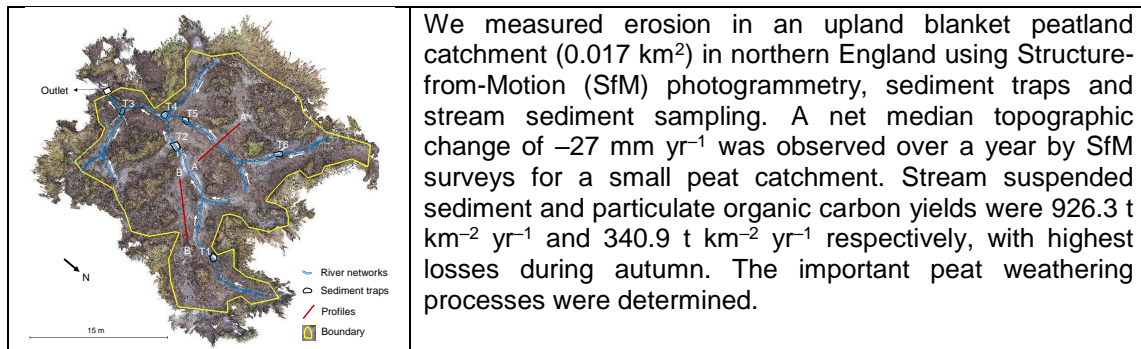 Outlet
T3
T4
T5
A'
T2
T6
A
B
B'
T1
N
River networks
Sediment traps
Profiles
Boundary
15 m
We measured erosion in an upland blanket peatland
catchment (0.017 km²) in northern England using Structure-
from-Motion (SfM) photogrammetry, sediment traps and
stream sediment sampling. A net median topographic
change of –27 mm yr⁻¹ was observed over a year by SfM
surveys for a small peat catchment. Stream suspended
sediment and particulate organic carbon yields were 926.3 t
km⁻² yr⁻¹ and 340.9 t km⁻² yr⁻¹ respectively, with highest
losses during autumn. The important peat weathering
processes were determined.